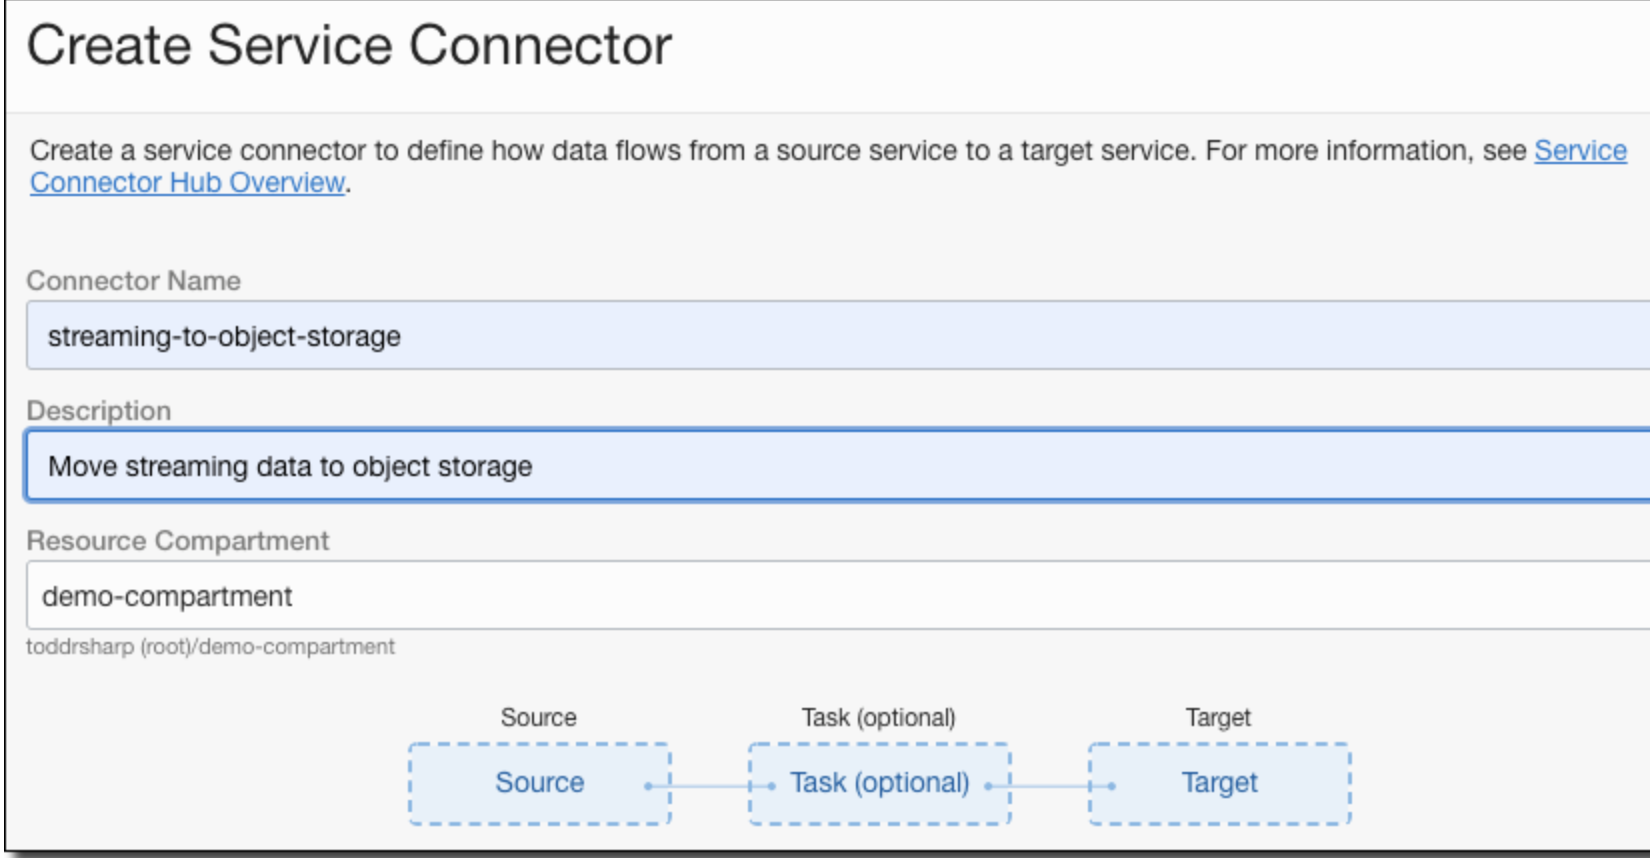 Create Service Connector
Create a service connector to define how data flows from a source service to a target service. For more information, see Service
Connector Hub Overview.
Connector Name
streaming-to-object-storage
Description
Move streaming data to object storage
Resource Compartment
demo-compartment
toddrsharp (root)/demo-compartment
Source Task (optional) Target
Source Task (optional) Target